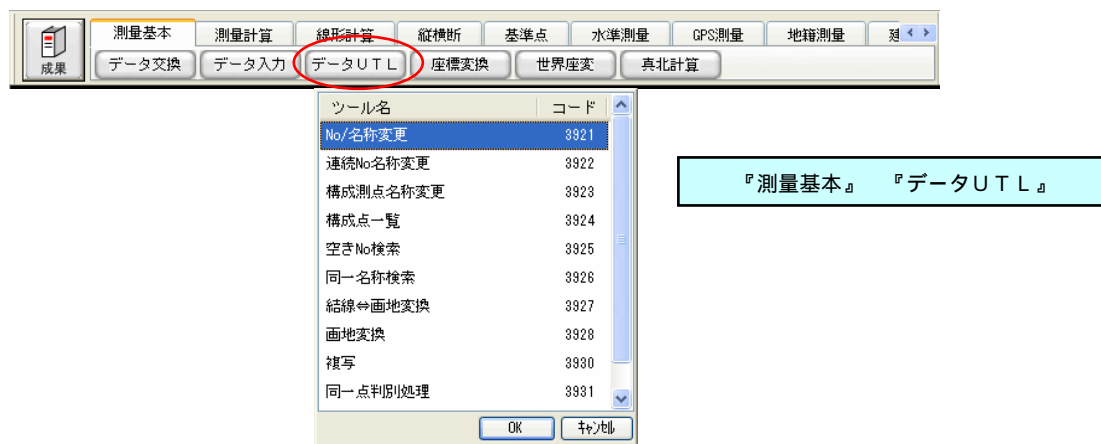 測量基本 測量計算 線形計算 縦横断 基準点 水準測量 GPS測量 地籍測量
成果 データ交換 データ入力 データUTL 座標変換 世界座変 真北計算
ツール名 コード
No/名称変更 3921
連続No名称変更 3922
構成測点名称変更 3923
構成点一覧 3924
空きNo検索 3925
同一名称検索 3926
結線⇔画地変換 3927
画地変換 3928
複写 3930
同一点判別処理 3931
OK キャンセル
『測量基本』 『データUTL』